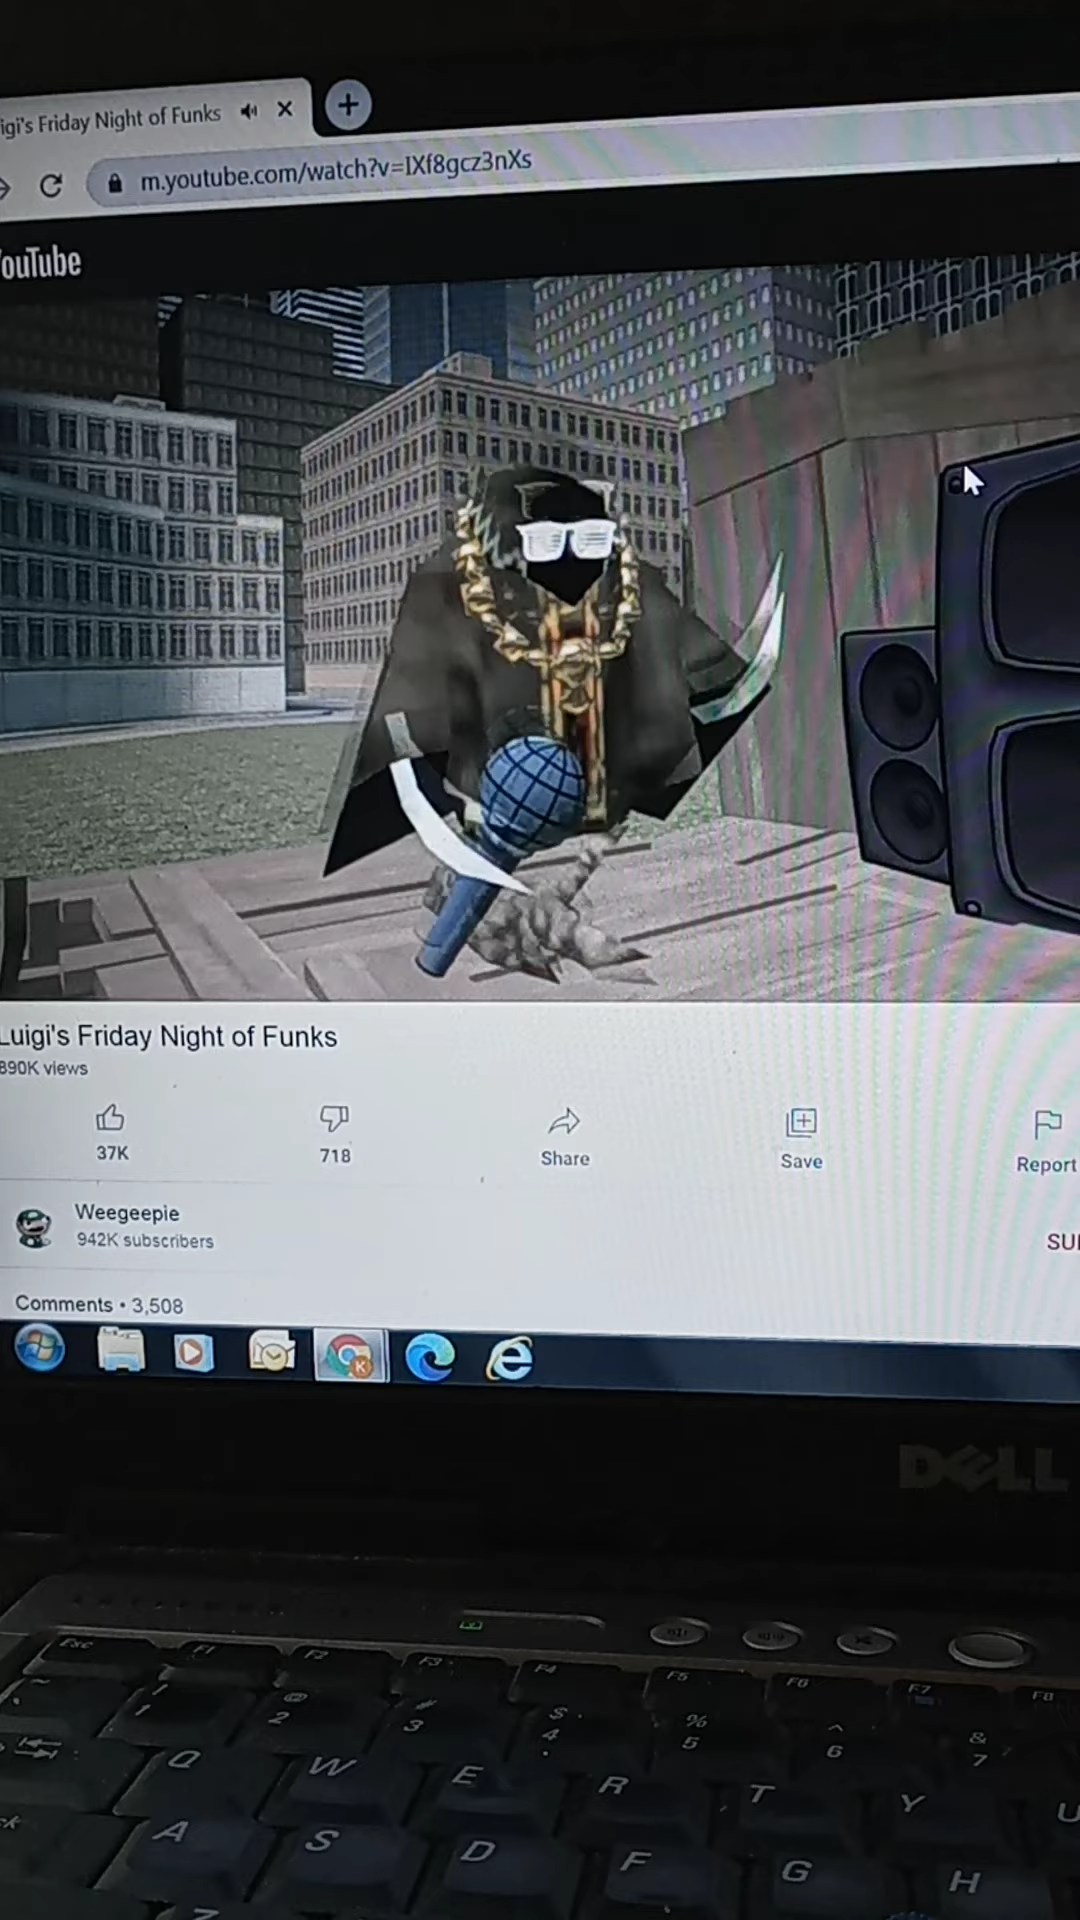 igi's Friday Night of Funks
m.youtube.com/watch?v=IXf8gcz3nXs
ouTube
Luigi's Friday Night of Funks
890K views
37K
718
Share
Save
Report
Weegeepie
942K subscribers
SU
Comments • 3,508
K
DELL
Esc F1 F2 F3 F4 F5 F6 F7 F8
~ ! 1 @ 2 # 3 $ 4 % 5 ^ 6 & 7
Q W E R T Y U
A S D F G H
Z